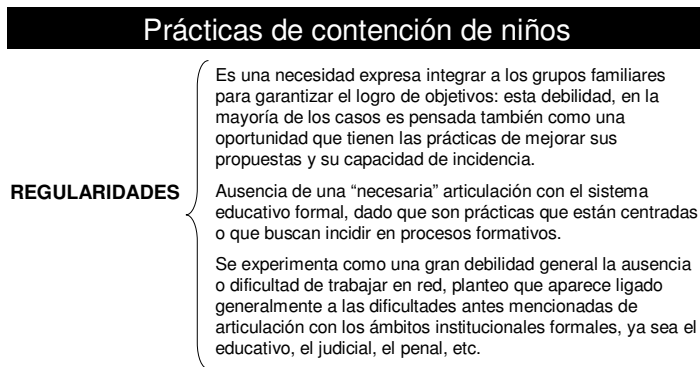 Prácticas de contención de niños
Es una necesidad expresa integrar a los grupos familiares
para garantizar el logro de objetivos: esta debilidad, en la
mayoría de los casos es pensada también como una
oportunidad que tienen las prácticas de mejorar sus
propuestas y su capacidad de incidencia.
REGULARIDADES
Ausencia de una “necesaria” articulación con el sistema
educativo formal, dado que son prácticas que están centradas
o que buscan incidir en procesos formativos.
Se experimenta como una gran debilidad general la ausencia
o dificultad de trabajar en red, planteo que aparece ligado
generalmente a las dificultades antes mencionadas de
articulación con los ámbitos institucionales formales, ya sea el
educativo, el judicial, el penal, etc.